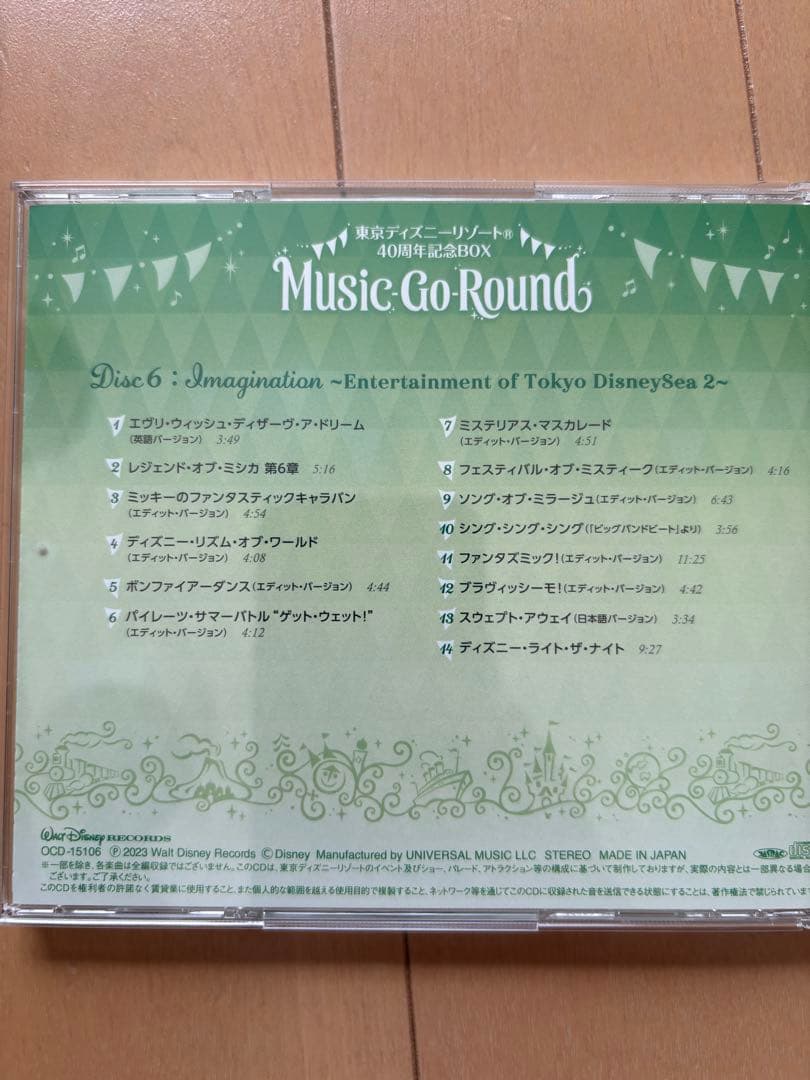 東京ディズニーリゾート®
40周年記念BOX
Music-Go-Round
Disc 6 : Imagination ~Entertainment of Tokyo DisneySea 2~
1 エヴリ・ウィッシュ・ディザーヴ・ア・ドリーム
(英語バージョン) 3:49
2 レジェンド・オブ・ミシカ 第6章 5:16
3 ミッキーのファンタスティックキャラバン
(エディット・バージョン) 4:54
4 ディズニー・リズム・オブ・ワールド
(エディット・バージョン) 4:08
5 ボンファイアーダンス(エディット・バージョン) 4:44
6 パイレーツ・サマーバトル “ゲット・ウェット!”
(エディット・バージョン) 4:12
7 ミステリアス・マスカレード
(エディット・バージョン) 4:51
8 フェスティバル・オブ・ミスティーク(エディット・バージョン) 4:16
9 ソング・オブ・ミラージュ(エディット・バージョン) 6:43
10 シング・シング・シング(「ビッグバンドビート」より) 3:56
11 ファンタズミック!(エディット・バージョン) 11:25
12 ブラヴィッシーモ!(エディット・バージョン) 4:42
13 スウェプト・アウェイ(日本語バージョン) 3:34
14 ディズニー・ライト・ザ・ナイト 9:27
WALT DISNEY RECORDS
OCD-15106 Ⓟ2023 Walt Disney Records ©Disney Manufactured by UNIVERSAL MUSIC LLC STEREO MADE IN JAPAN
※一部を除き、各楽曲は全編収録ではございません。このCDは、東京ディズニーリゾートのイベント及びショー、パレード、アトラクション等の構成に基づいて制作しておりますが、実際の内容とは一部異なる場合
ございます。ご了承ください。
このCDを権利者の許諾なく賃貸業に使用すること、また個人的な範囲を越える使用目的で複製すること、ネットワーク等を通じてこのCDに収録された音を送信できる状態にすることは、著作権法で禁じられていま